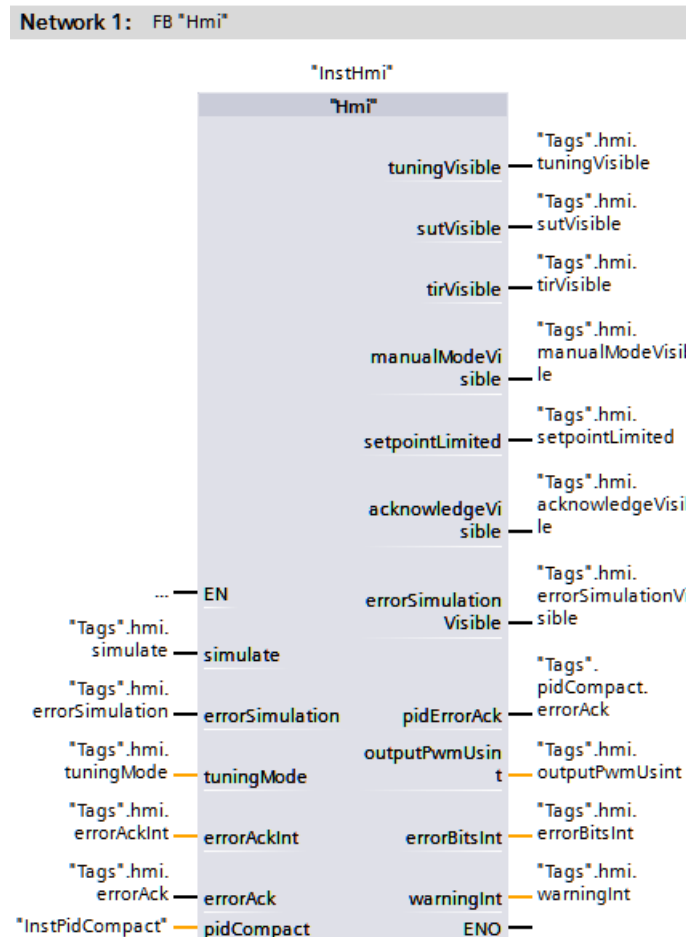 Network 1: FB "Hmi"
"InstHmi"
"Hmi"
"Tags".hmi.
tuningVisible tuningVisible
"Tags".hmi.
sutVisible sutVisible
"Tags".hmi.
tirVisible tirVisible
"Tags".hmi.
manualModeVi manualModeVisib
sible le
"Tags".hmi.
setpointLimited setpointLimited
"Tags".hmi.
acknowledgeVi acknowledgeVisib
sible le
"Tags".hmi.
... EN errorSimulation errorSimulationVi
Visible sible
"Tags".hmi.
simulate simulate
"Tags".
pidCompact.
"Tags".hmi.
errorSimulation errorSimulation pidErrorAck errorAck
"Tags".hmi. outputPwmUsin "Tags".hmi.
tuningMode tuningMode t outputPwmUsint
"Tags".hmi. "Tags".hmi.
errorAckInt errorAckInt errorBitsInt errorBitsInt
"Tags".hmi. "Tags".hmi.
errorAck errorAck warningInt warningInt
"InstPidCompact" pidCompact ENO